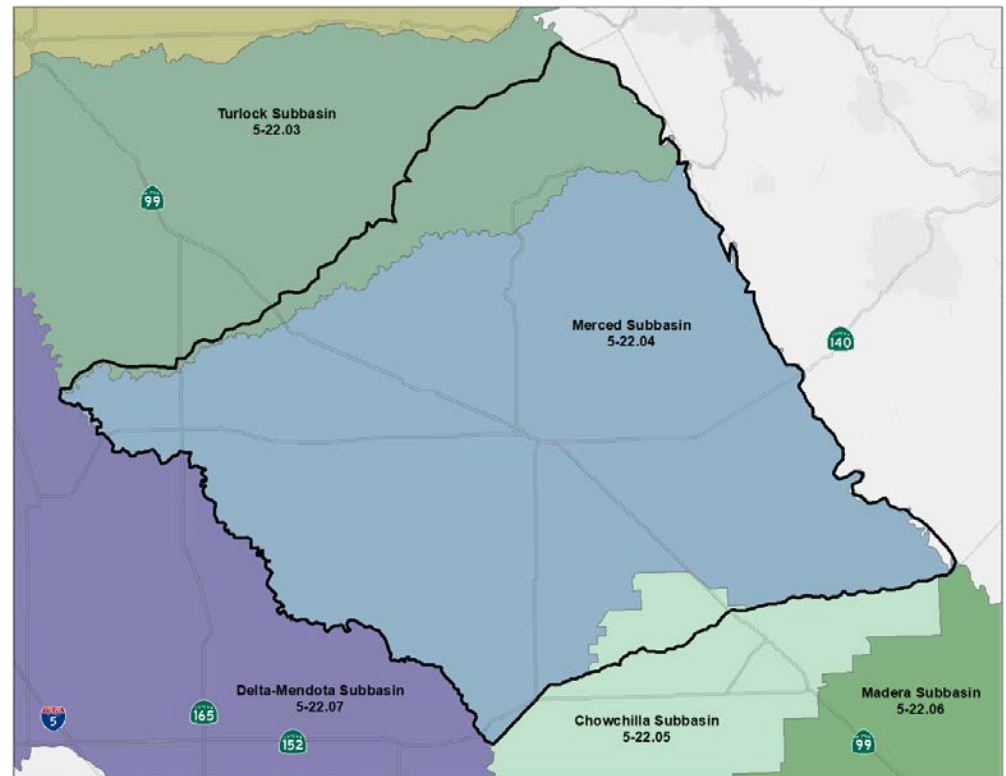 Turlock Subbasin
5-22.03
99
Merced Subbasin
5-22.04
140
Delta-Mendota Subbasin
5-22.07
5
165
152
Chowchilla Subbasin
5-22.05
Madera Subbasin
5-22.06
99